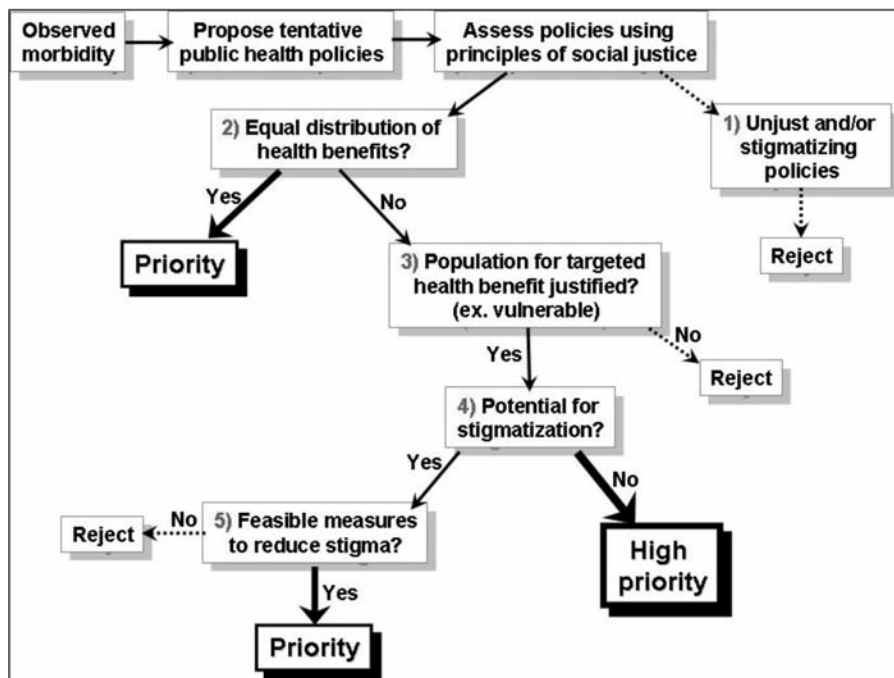 Observed
morbidity
Propose tentative
public health policies
Assess policies using
principles of social justice
2) Equal distribution of
health benefits?
1) Unjust and/or
stigmatizing
policies
Yes
No
Priority
Reject
3) Population for targeted
health benefit justified?
(ex. vulnerable)
Yes
No
Reject
4) Potential for
stigmatization?
Yes
No
Reject
No
5) Feasible measures
to reduce stigma?
High
priority
Yes
Priority